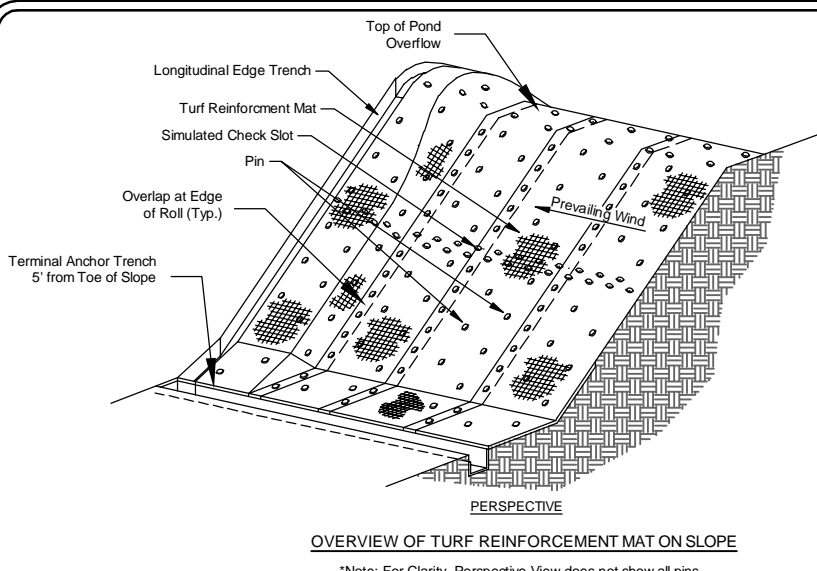 Top of Pond
Overflow
Longitudinal Edge Trench
Turf Reinforcment Mat
Simulated Check Slot
Pin
Overlap at Edge
of Roll (Typ.)
Prevailing Wind
Terminal Anchor Trench
5' from Toe of Slope
PERSPECTIVE
OVERVIEW OF TURF REINFORCEMENT MAT ON SLOPE
*Note: For Clarity, Perspective View does not show all pins